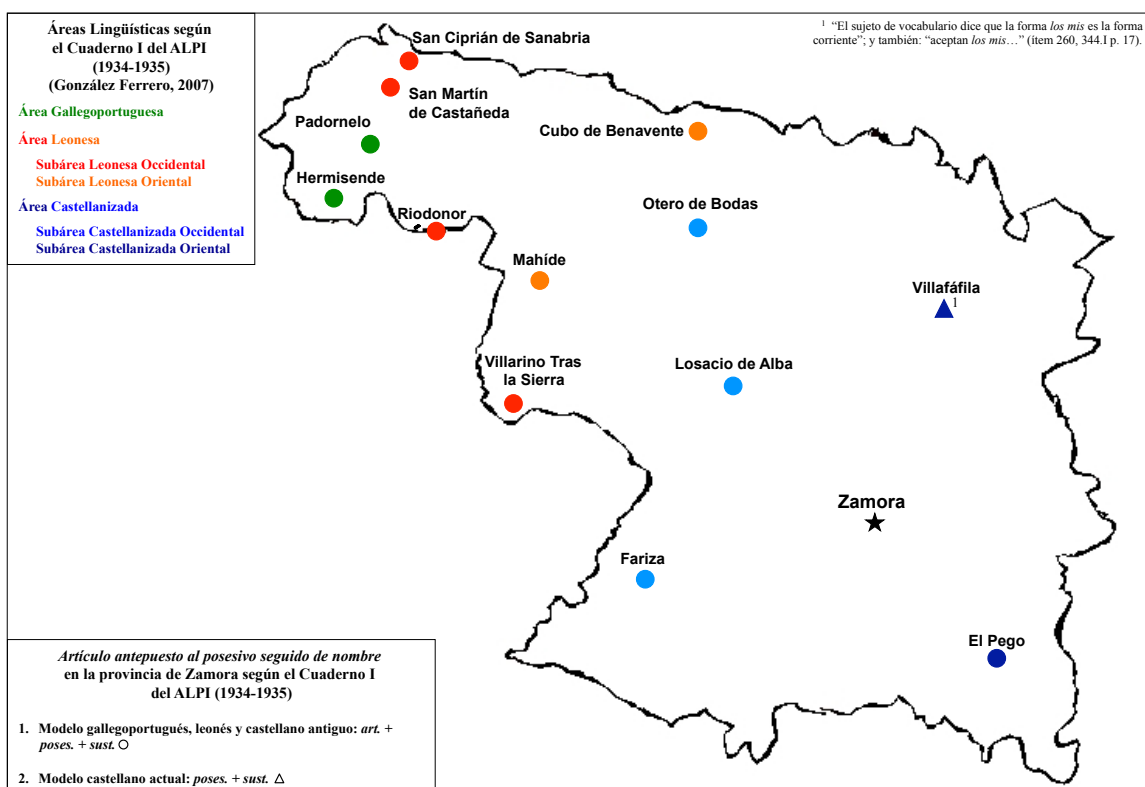 Áreas Lingüísticas según
el Cuaderno I del ALPI
(1934-1935)
(González Ferrero, 2007)
Área Gallegoportuguesa
Área Leonesa
Subárea Leonesa Occidental
Subárea Leonesa Oriental
Área Castellanizada
Subárea Castellanizada Occidental
Subárea Castellanizada Oriental
1 “El sujeto de vocabulario dice que la forma los mis es la forma
corriente”; y también: “aceptan los mis…” (ítem 260, 344.I p. 17).
San Ciprián de Sanabria
San Martín
de Castañeda
Padornelo
Cubo de Benavente
Hermisende
Riodonor
Otero de Bodas
Mahíde
Villafáfila
1
Villarino Tras
la Sierra
Losacio de Alba
Zamora
Fariza
El Pego
Artículo antepuesto al posesivo seguido de nombre
en la provincia de Zamora según el Cuaderno I
del ALPI (1934-1935)
1. Modelo gallegoportugués, leonés y castellano antiguo: art. +
poses. + sust.
2. Modelo castellano actual: poses. + sust.